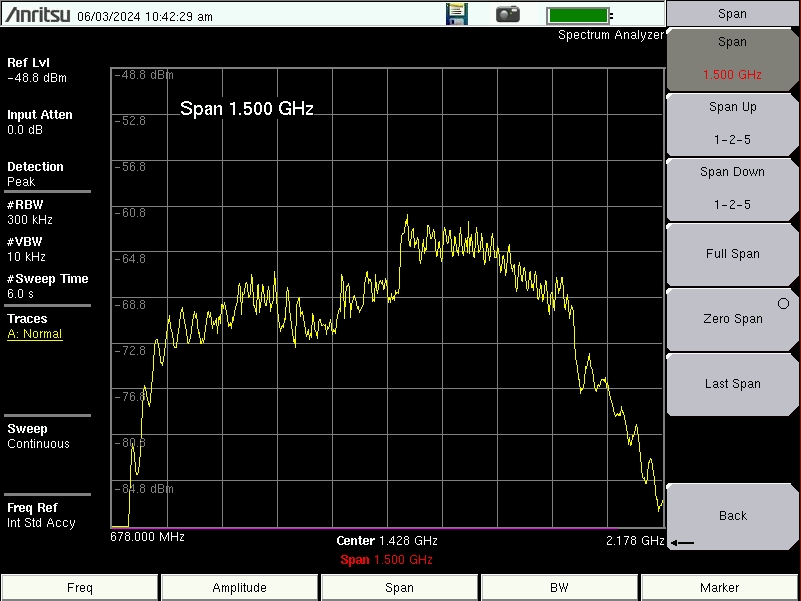 Anritsu 06/03/2024 10:42:29 am
Span
Spectrum Analyzer
Ref Lvl
-48.8 dBm
Input Atten
0.0 dB
Detection
Peak
#RBW
300 kHz
#VBW
10 kHz
#Sweep Time
6.0 s
Traces
A: Normal
Sweep
Continuous
Freq Ref
Int Std Accy
-48.8 dBm
Span 1.500 GHz
-52.8
-56.8
-60.8
-64.8
-68.8
-72.8
-76.8
-80.8
-84.8 dBm
678.000 MHz
Center 1.428 GHz
2.178 GHz
Span 1.500 GHz
Span
1.500 GHz
Span Up
1-2-5
Span Down
1-2-5
Full Span
Zero Span
Last Span
Back
Freq
Amplitude
Span
BW
Marker